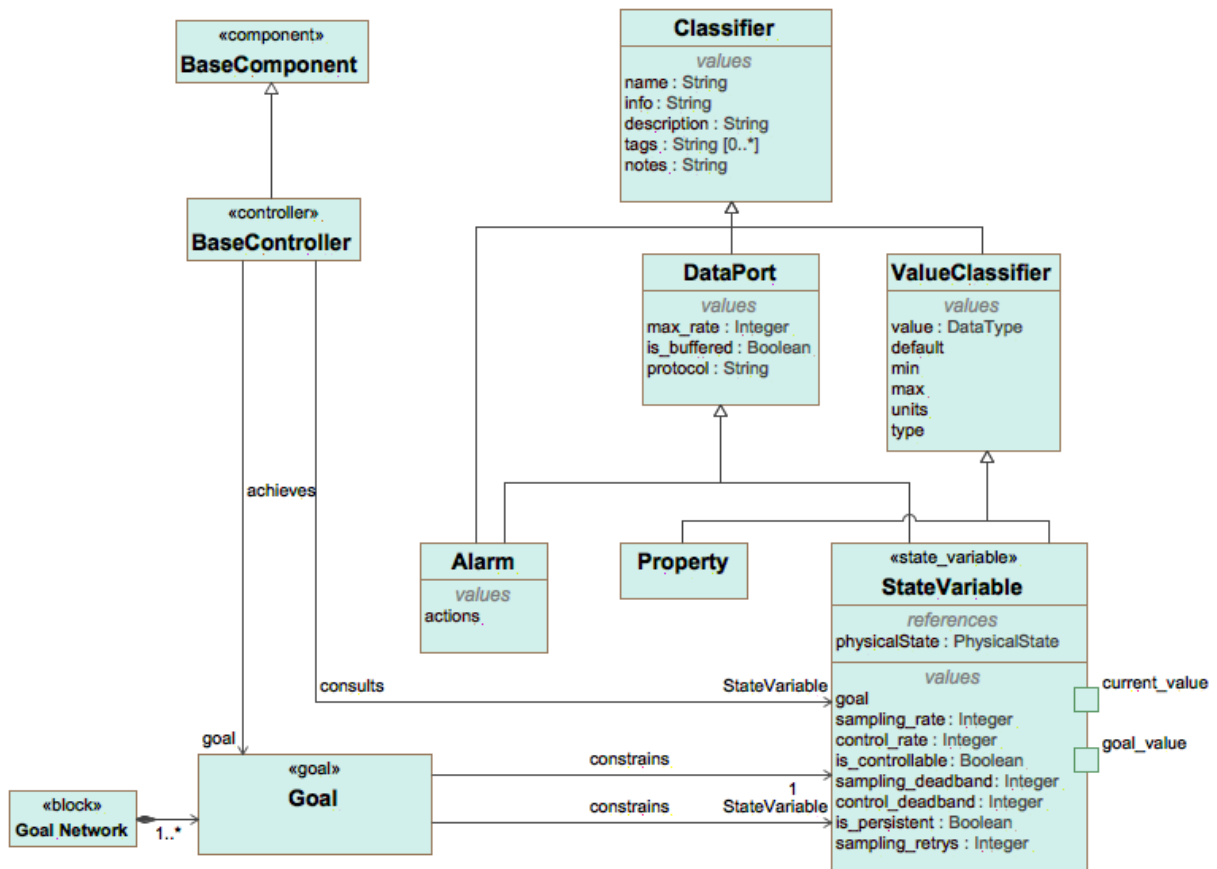 «component»
BaseComponent
«controller»
BaseController
Classifier
values
name : String
info : String
description : String
tags : String [0..*]
notes : String
DataPort
values
max_rate : Integer
is_buffered : Boolean
protocol : String
ValueClassifier
values
value : DataType
default
min
max
units
type
achieves
Alarm
values
actions
Property
«state_variable»
StateVariable
references
physicalState : PhysicalState
values
goal
sampling_rate : Integer
control_rate : Integer
is_controllable : Boolean
sampling_deadband: Integer
control_deadband: Integer
is_persistent : Boolean
sampling_retrys : Integer
current_value
goal_value
consults
StateVariable
goal
«goal»
Goal
constrains
1
constrains
StateVariable
«block»
Goal Network
1..*